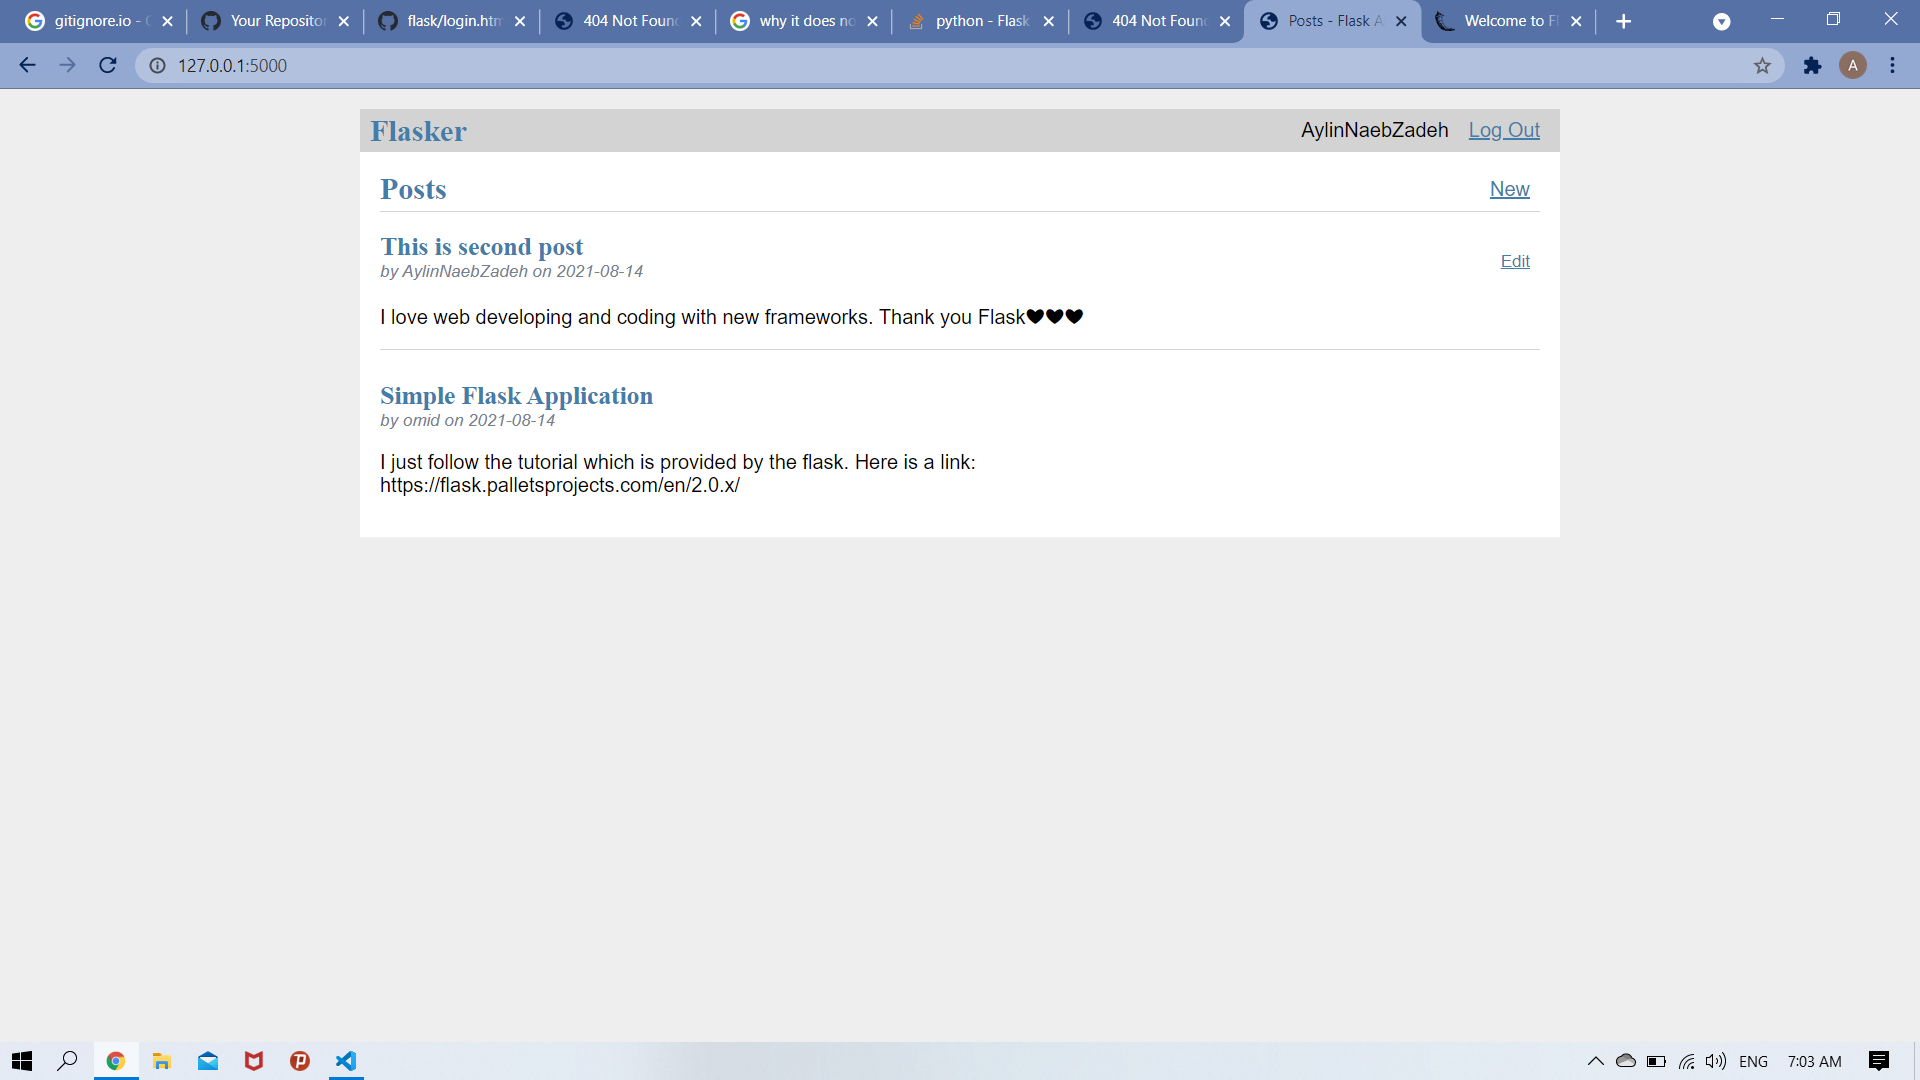 gitignore.io - 
Your Repositor
flask/login.htm
404 Not Found
why it does no
python - Flask
404 Not Found
Posts - Flask A
Welcome to Fl
127.0.0.1:5000
A
Flasker
AylinNaebZadeh Log Out
Posts
New
This is second post
by AylinNaebZadeh on 2021-08-14
Edit
I love web developing and coding with new frameworks. Thank you Flask🖤🖤🖤
Simple Flask Application
by omid on 2021-08-14
I just follow the tutorial which is provided by the flask. Here is a link:
https://flask.palletsprojects.com/en/2.0.x/
ENG 7:03 AM